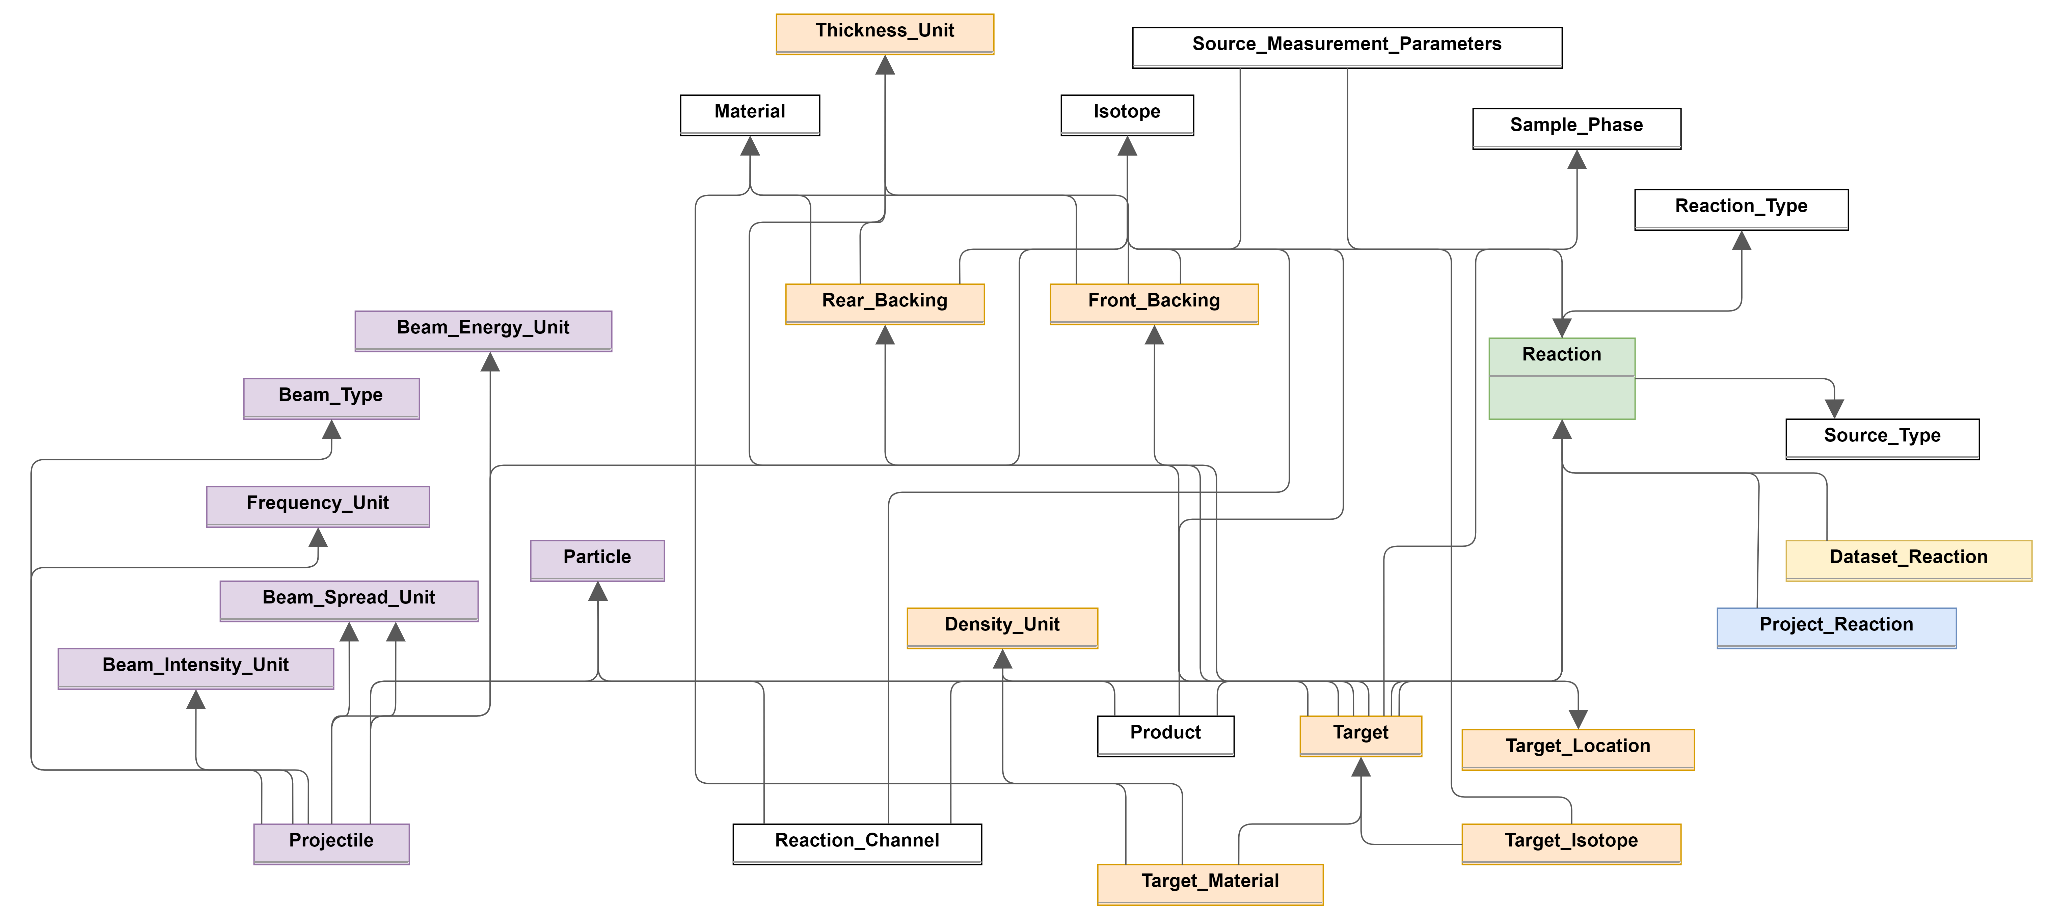 Thickness_Unit
Source_Measurement_Parameters
Material
Isotope
Sample_Phase
Reaction_Type
Rear_Backing
Front_Backing
Beam_Energy_Unit
Reaction
Beam_Type
Source_Type
Frequency_Unit
Particle
Dataset_Reaction
Beam_Spread_Unit
Density_Unit
Project_Reaction
Beam_Intensity_Unit
Product
Target
Target_Location
Projectile
Reaction_Channel
Target_Isotope
Target_Material